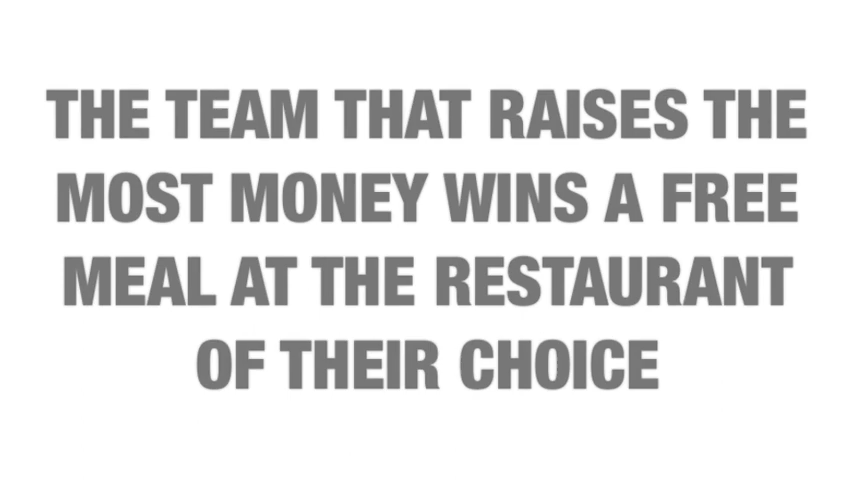 THE TEAM THAT RAISES THE
MOST MONEY WINS A FREE
MEAL AT THE RESTAURANT
OF THEIR CHOICE